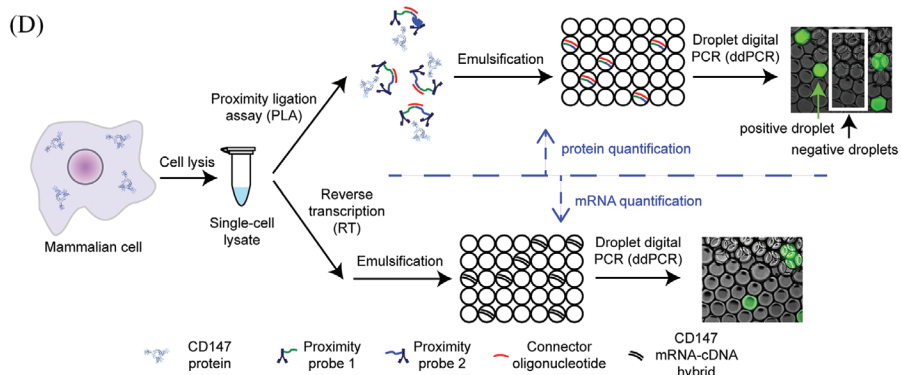 (D)
Mammalian cell
Cell lysis
Single-cell
lysate
Proximity ligation
assay (PLA)
Emulsification
Droplet digital
PCR (ddPCR)
positive droplet
negative droplets
protein quantification
mRNA quantification
Reverse
transcription
(RT)
Emulsification
Droplet digital
PCR (ddPCR)
CD147
protein
Proximity
probe 1
Proximity
probe 2
Connector
oligonucleotide
CD147
mRNA-cDNA
hybrid